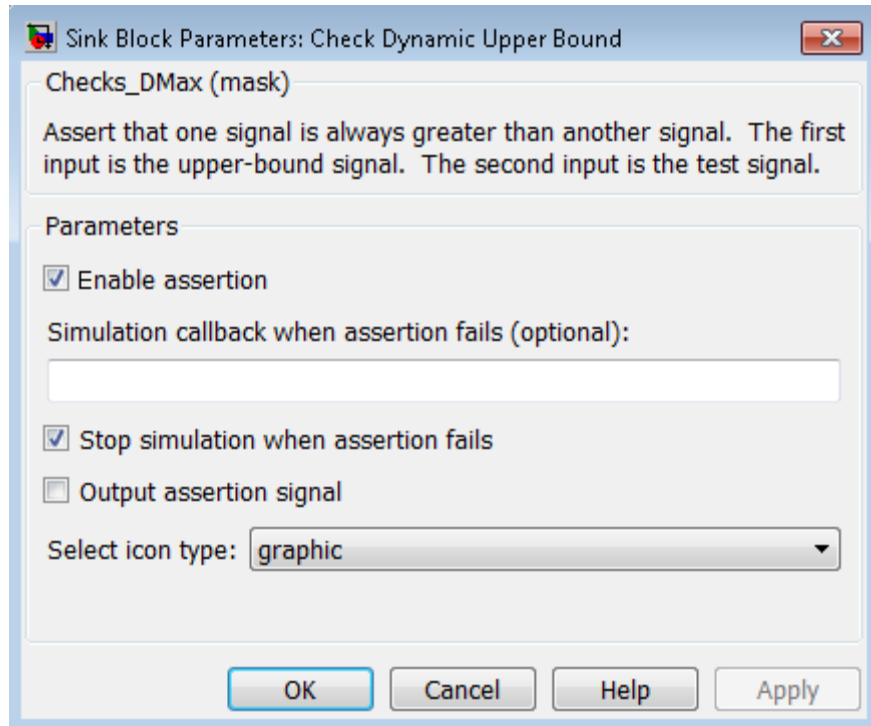 Sink Block Parameters: Check Dynamic Upper Bound
Checks_DMax (mask)
Assert that one signal is always greater than another signal.  The first
input is the upper-bound signal.  The second input is the test signal.
Parameters
Enable assertion
Simulation callback when assertion fails (optional):
Stop simulation when assertion fails
Output assertion signal
Select icon type: graphic
OK Cancel Help Apply